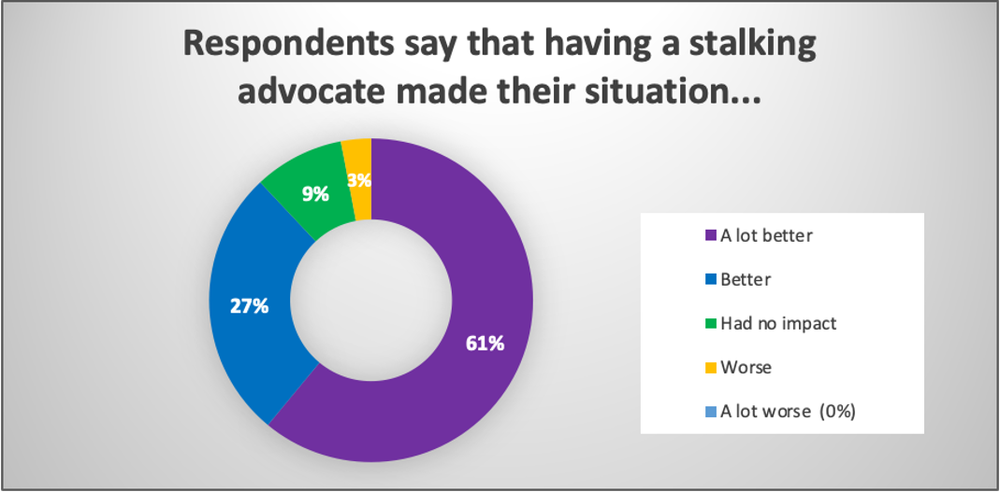 Respondents say that having a stalking
advocate made their situation...
3%
9%
27%
61%
A lot better
Better
Had no impact
Worse
A lot worse (0%)